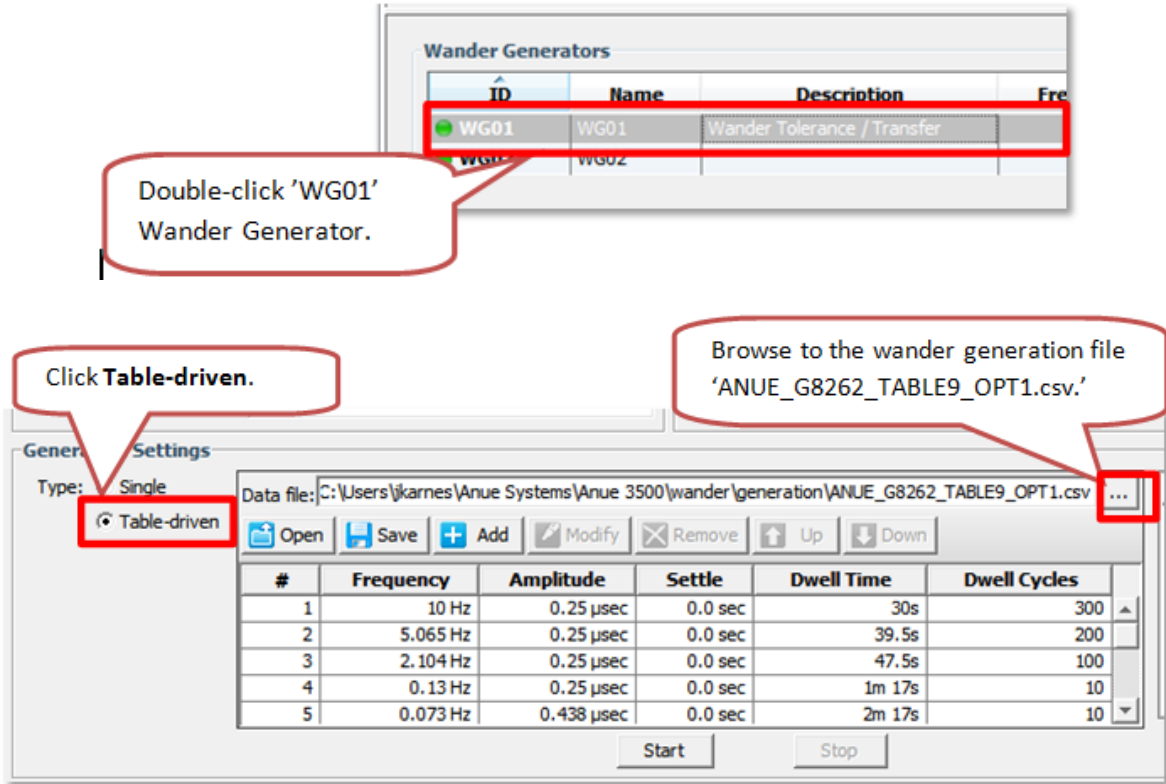 Wander Generators
ID Name Description Fre
WG01 WG01 Wander Tolerance / Transfer
WG02
Double-click ’WG01’
Wander Generator.
Click Table-driven.
Browse to the wander generation file
‘ANUE_G8262_TABLE9_OPT1.csv.’
Settings
Type: Single
Table-driven
Data file: C:\Users\jkarnes\Anue Systems\Anue 3500\wander\generation\ANUE_G8262_TABLE9_OPT1.csv ...
Open Save Add Modify Remove Up Down
# Frequency Amplitude Settle Dwell Time Dwell Cycles
1 10 Hz 0.25 µsec 0.0 sec 30s 300
2 5.065 Hz 0.25 µsec 0.0 sec 39.5s 200
3 2.104 Hz 0.25 µsec 0.0 sec 47.5s 100
4 0.13 Hz 0.25 µsec 0.0 sec 1m 17s 10
5 0.073 Hz 0.438 µsec 0.0 sec 2m 17s 10
Start Stop